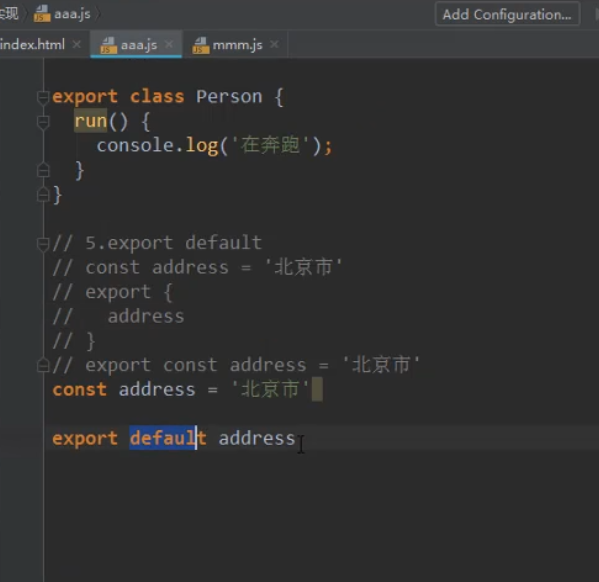 实现 aaa.js
Add Configuration...
index.html aaa.js mmm.js
export class Person {
run() {
console.log('在奔跑');
}
}
// 5.export default
// const address = '北京市'
// export {
//   address
// }
// export const address = '北京市'
const address = '北京市'
export default address